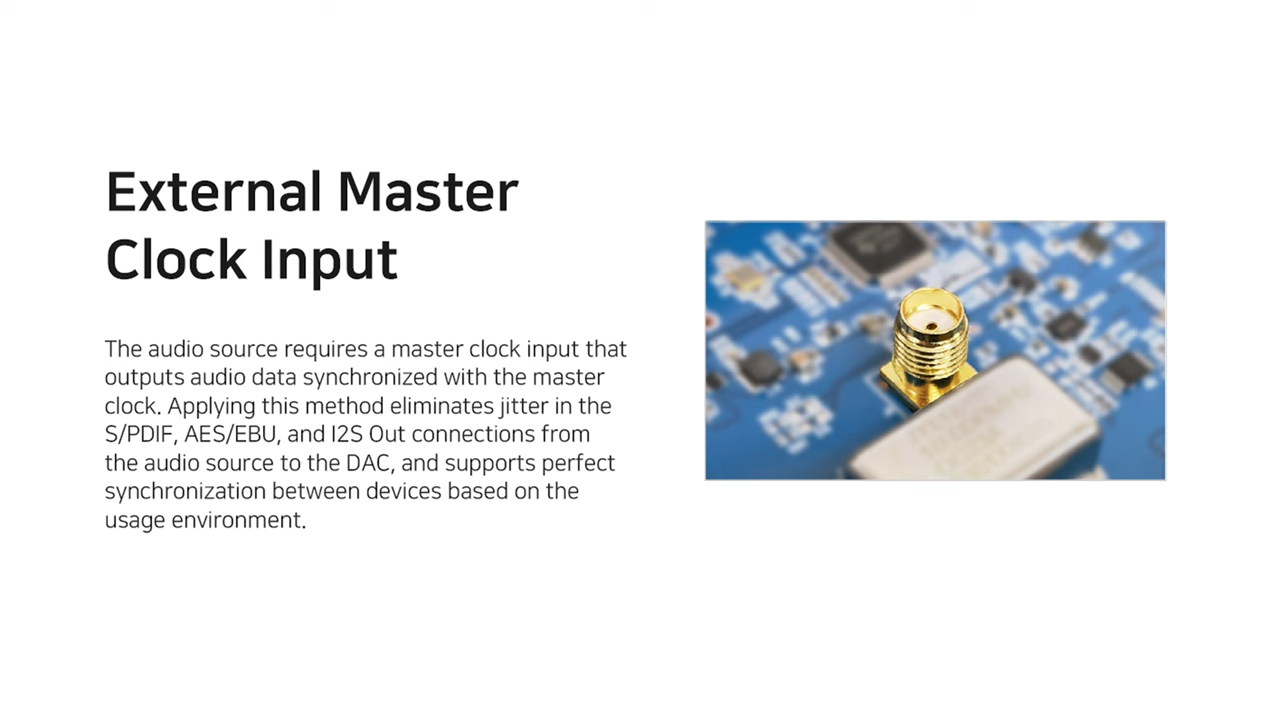 External Master
Clock Input
The audio source requires a master clock input that
outputs audio data synchronized with the master
clock. Applying this method eliminates jitter in the
S/PDIF, AES/EBU, and I2S Out connections from
the audio source to the DAC, and supports perfect
synchronization between devices based on the
usage environment.